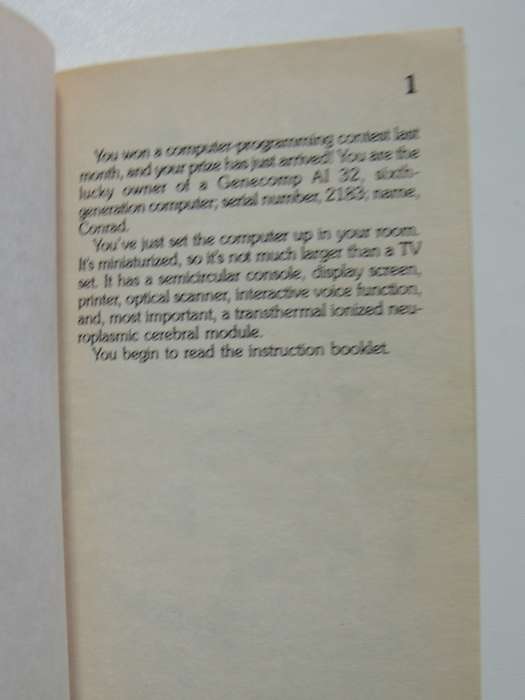 1
You won a computer-programming contest last
month, and your prize has just arrived! You are the
lucky owner of a Genecomp AI 32, sixth-
generation computer; serial number, 2183; name,
Conrad.
You've just set the computer up in your room.
It's miniaturized, so it's not much larger than a TV
set. It has a semicircular console, display screen,
printer, optical scanner, interactive voice function,
and, most important, a transthermal ionized neu-
roplasmic cerebral module.
You begin to read the instruction booklet.